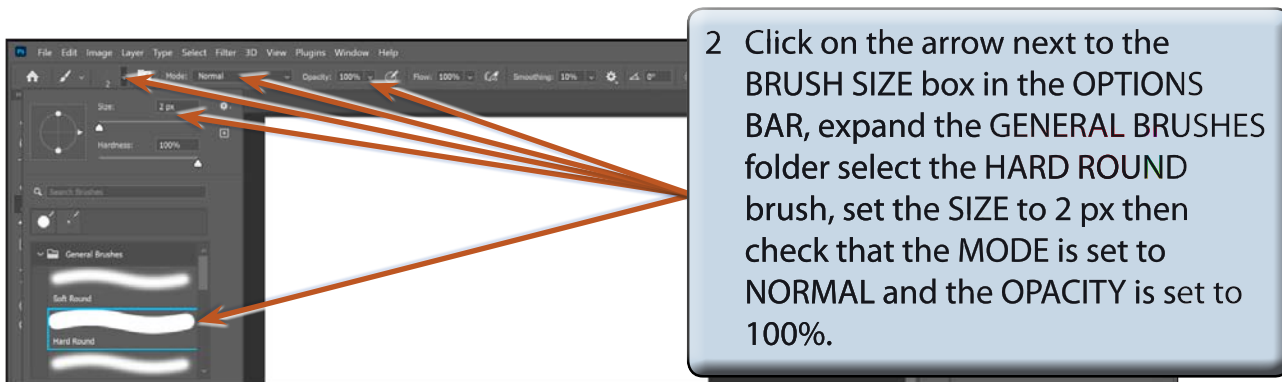 File Edit Image Layer Type Select Filter 3D View Plugins Window Help
2 Mode: Normal Opacity: 100% Flow: 100% Smoothing: 10% 0°
Size: 2 px
Hardness: 100%
Search Brushes
General Brushes
Soft Round
Hard Round
2 Click on the arrow next to the
BRUSH SIZE box in the OPTIONS
BAR, expand the GENERAL BRUSHES
folder select the HARD ROUND
brush, set the SIZE to 2 px then
check that the MODE is set to
NORMAL and the OPACITY is set to
100%.